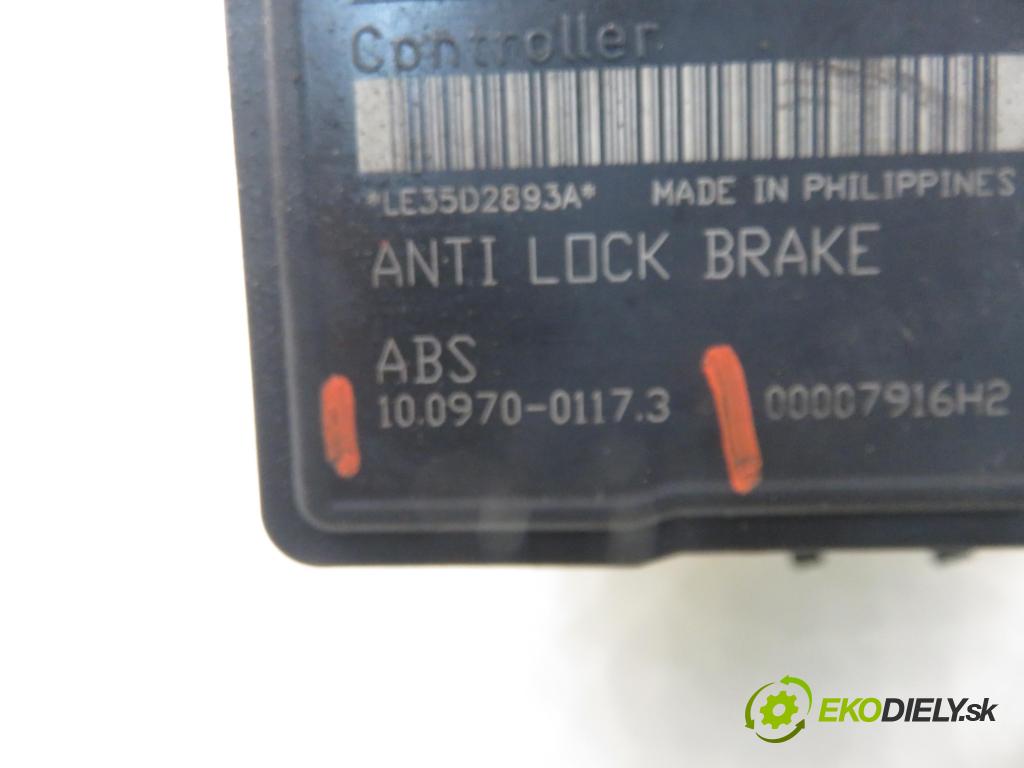 Controller
*LE35D2893A* MADE IN PHILIPPINES
ANTI LOCK BRAKE
ABS
10.0970-0117.3 00007916H2
EKODIELY.sk